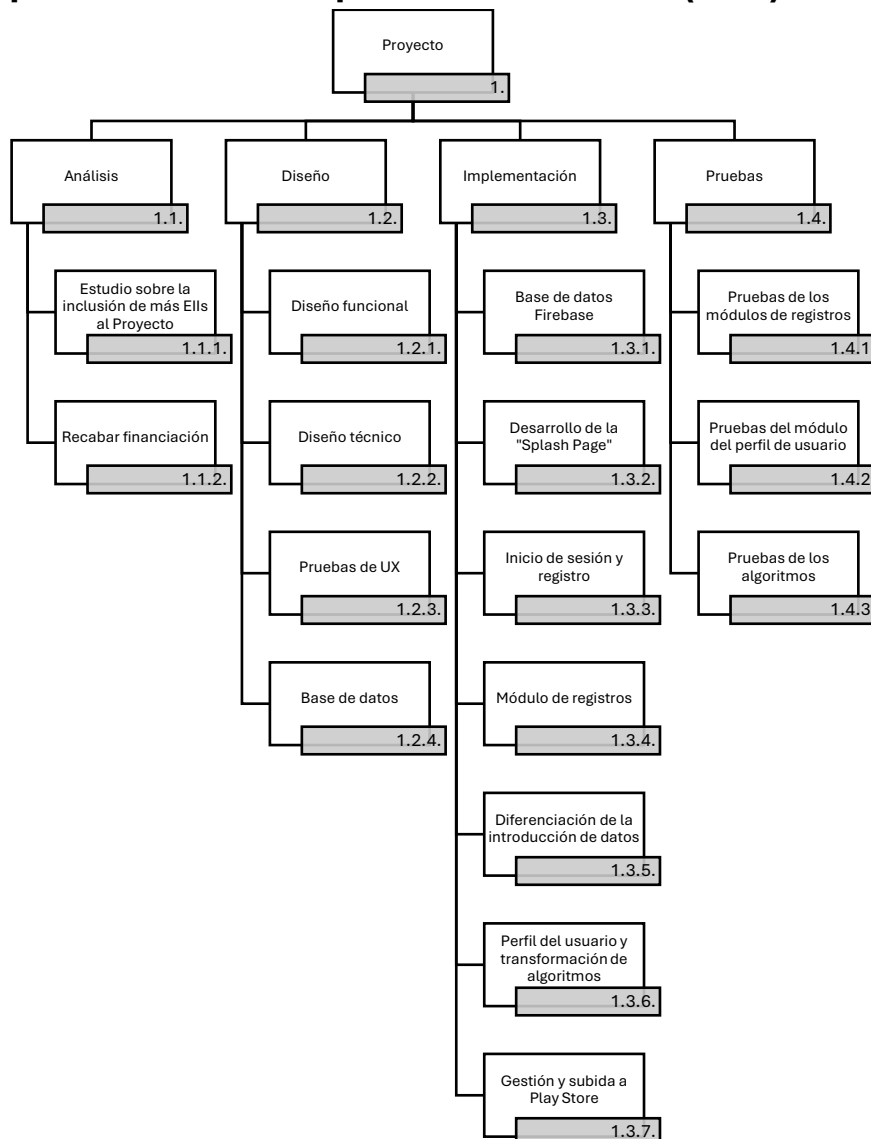 Proyecto
1.
Análisis
1.1.
Diseño
1.2.
Implementación
1.3.
Pruebas
1.4.
Estudio sobre la
inclusión de más EIIs
al Proyecto
1.1.1.
Recabar financiación
1.1.2.
Diseño funcional
1.2.1.
Diseño técnico
1.2.2.
Pruebas de UX
1.2.3.
Base de datos
1.2.4.
Base de datos
Firebase
1.3.1.
Desarrollo de la
"Splash Page"
1.3.2.
Inicio de sesión y
registro
1.3.3.
Módulo de registros
1.3.4.
Diferenciación de la
introducción de datos
1.3.5.
Perfil del usuario y
transformación de
algoritmos
1.3.6.
Gestión y subida a
Play Store
1.3.7.
Pruebas de los
módulos de registros
1.4.1
Pruebas del módulo
del perfil de usuario
1.4.2
Pruebas de los
algoritmos
1.4.3